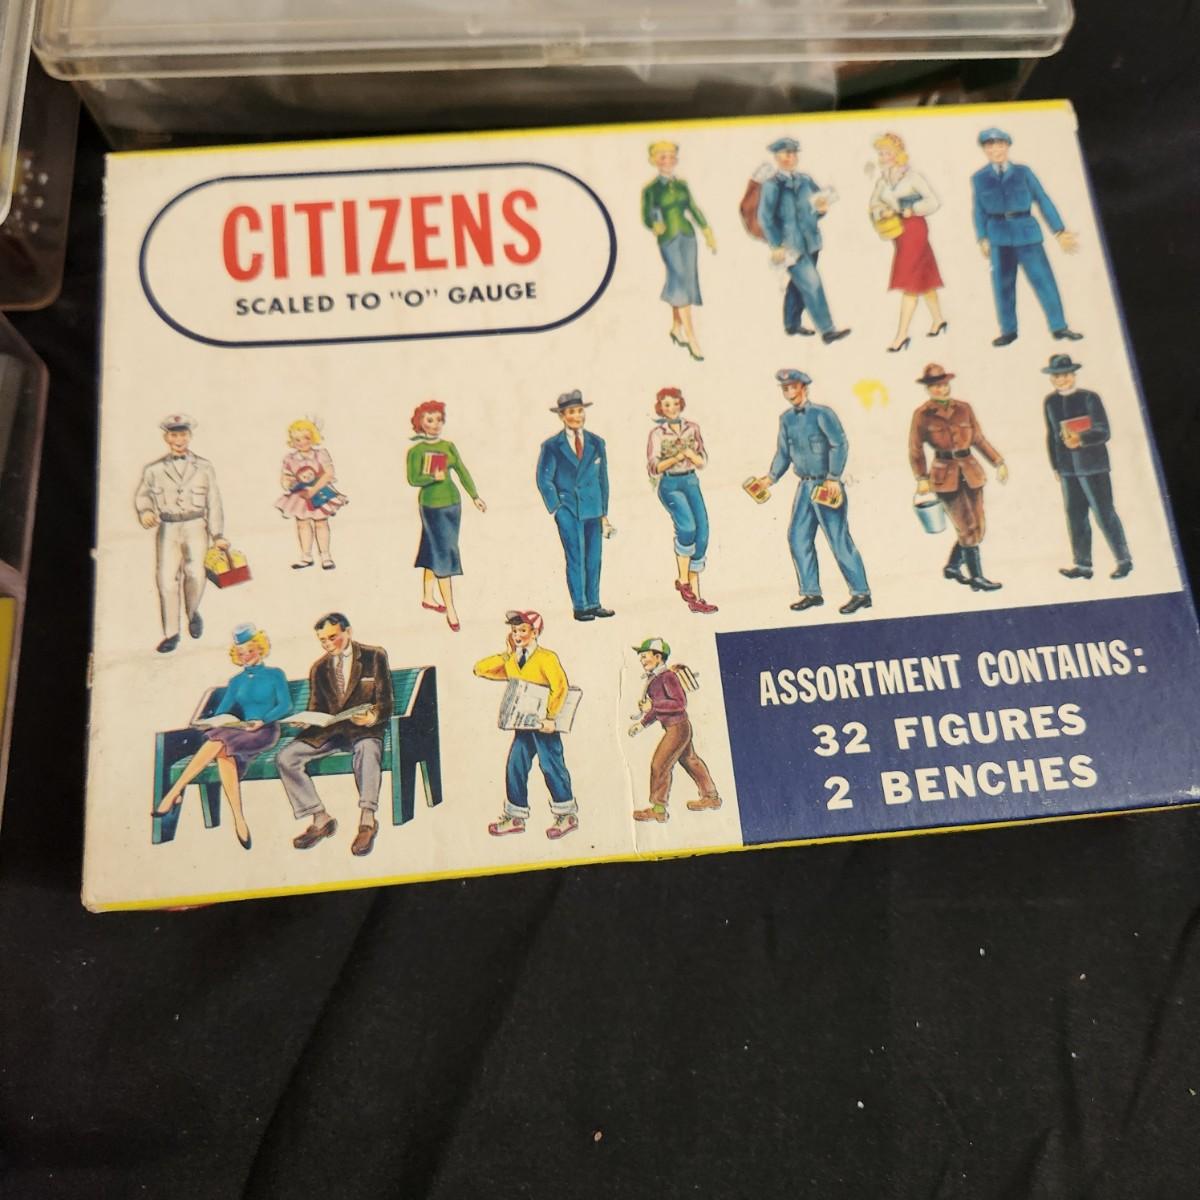 CITIZENS
SCALED TO "O" GAUGE
ASSORTMENT CONTAINS:
32 FIGURES
2 BENCHES